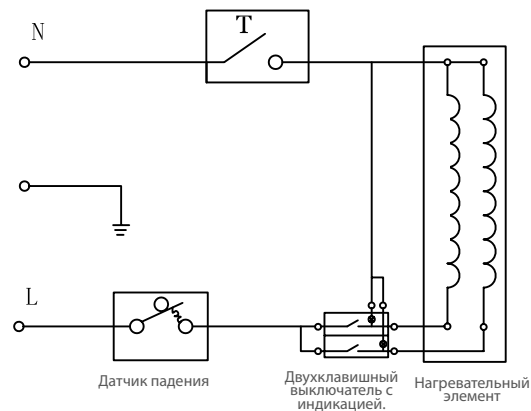 N
T
L
Датчик падения
Двухклавишный
выключатель с
индикацией.
Нагревательный
элемент